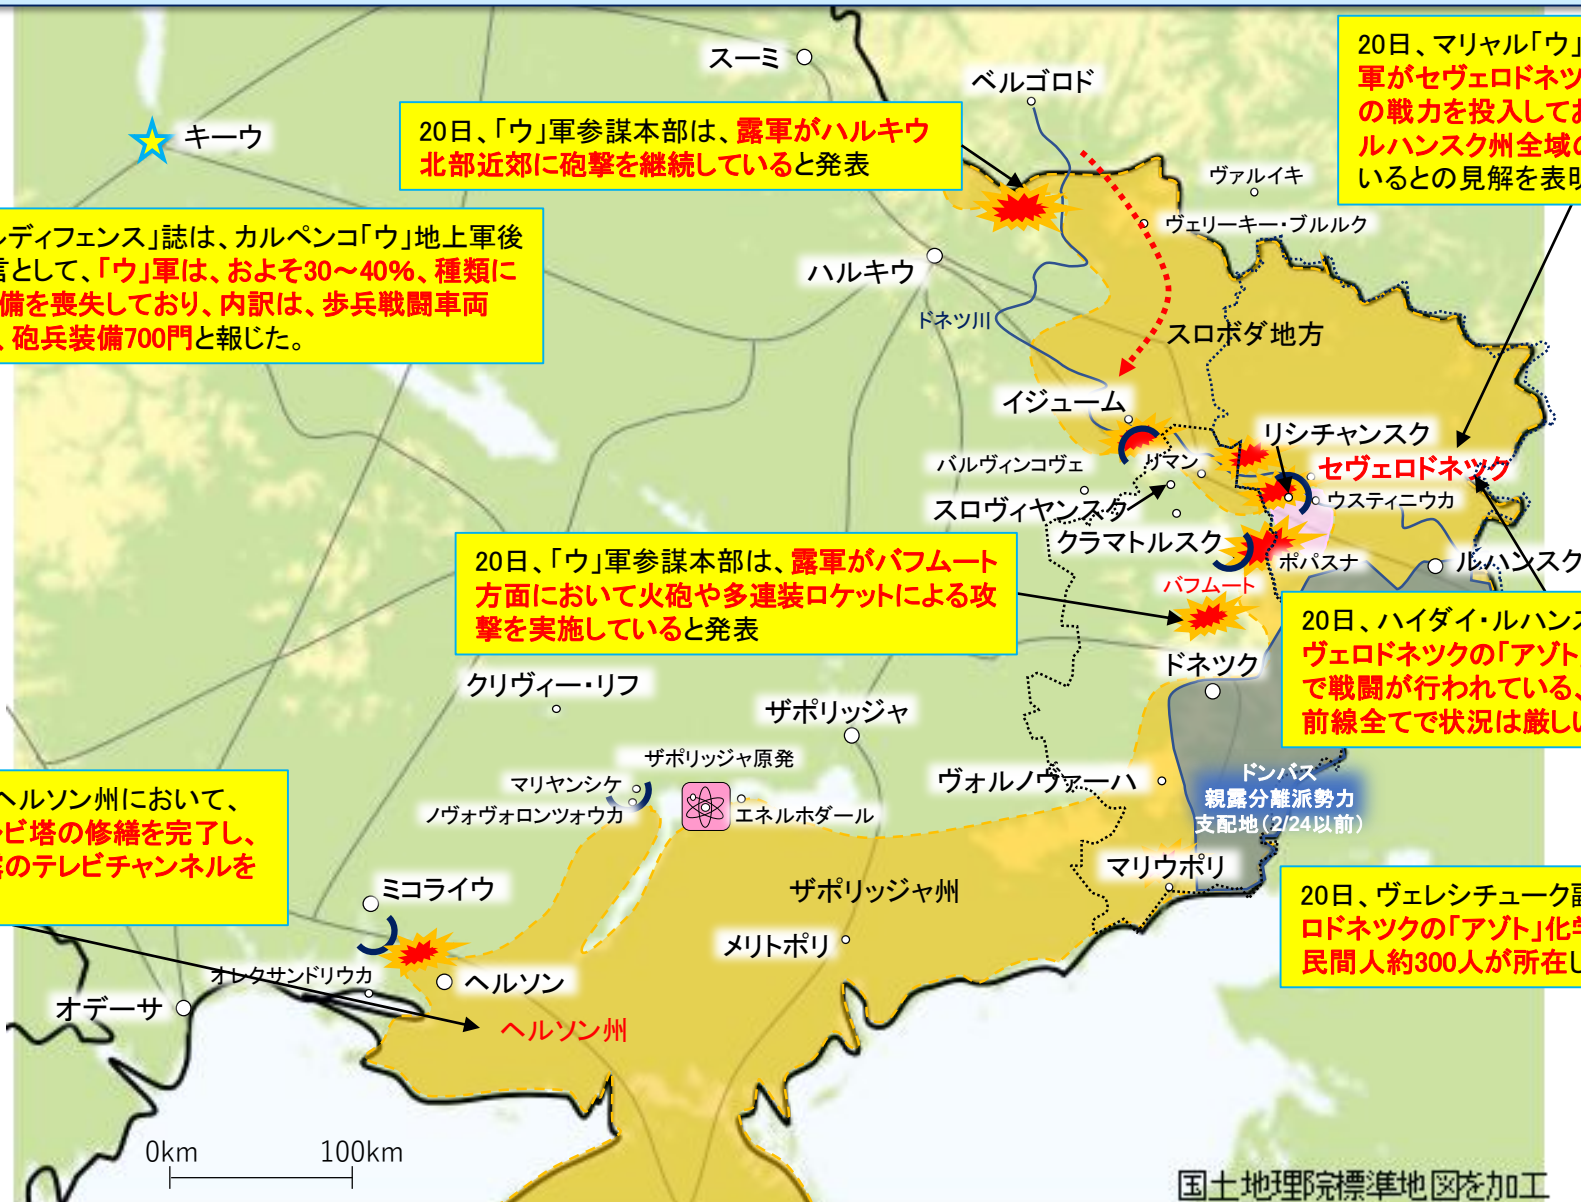 スーミ
ベルゴロド
キーウ
20日、「ウ」軍参謀本部は、露軍がハルキウ
北部近郊に砲撃を継続していると発表
20日、マリャル「ウ」
軍がセヴェロドネツ
の戦力を投入してお
ルハンスク州全域の
いるとの見解を表明
ヴァルイキ
ヴェリーキー・ブルルク
ルディフェンス」誌は、カルペンコ「ウ」地上軍後
言として、「ウ」軍は、およそ30～40%、種類に
備を喪失しており、内訳は、歩兵戦闘車両
、砲兵装備700門と報じた。
ハルキウ
ドネツ川
スロボダ地方
イジューム
リシチャンスク
バルヴィンコヴェ
リマン
セヴェロドネツク
ウスティニウカ
スロヴィヤンスク
クラマトルスク
ポパスナ
ルハンスク
バフムート
20日、「ウ」軍参謀本部は、露軍がバフムート
方面において火砲や多連装ロケットによる攻
撃を実施していると発表
20日、ハイダイ・ルハンス
ヴェロドネツクの「アゾト
で戦闘が行われている、
前線全てで状況は厳しい
ドネツク
クリヴィー・リフ
ザポリッジャ
ザポリッジャ原発
マリヤンシケ
ノヴォヴォロンツォウカ
エネルホダール
ヴォルノヴァーハ
ドンバス
親露分離派勢力
支配地(2/24以前)
ヘルソン州において、
レビ塔の修繕を完了し、
露のテレビチャンネルを
マリウポリ
ザポリッジャ州
ミコライウ
メリトポリ
20日、ヴェレシチューク副
ロドネツクの「アゾト」化学
民間人約300人が所在し
オレクサンドリウカ
ヘルソン
オデーサ
ヘルソン州
0km
100km
国土地理院標準地図を加工